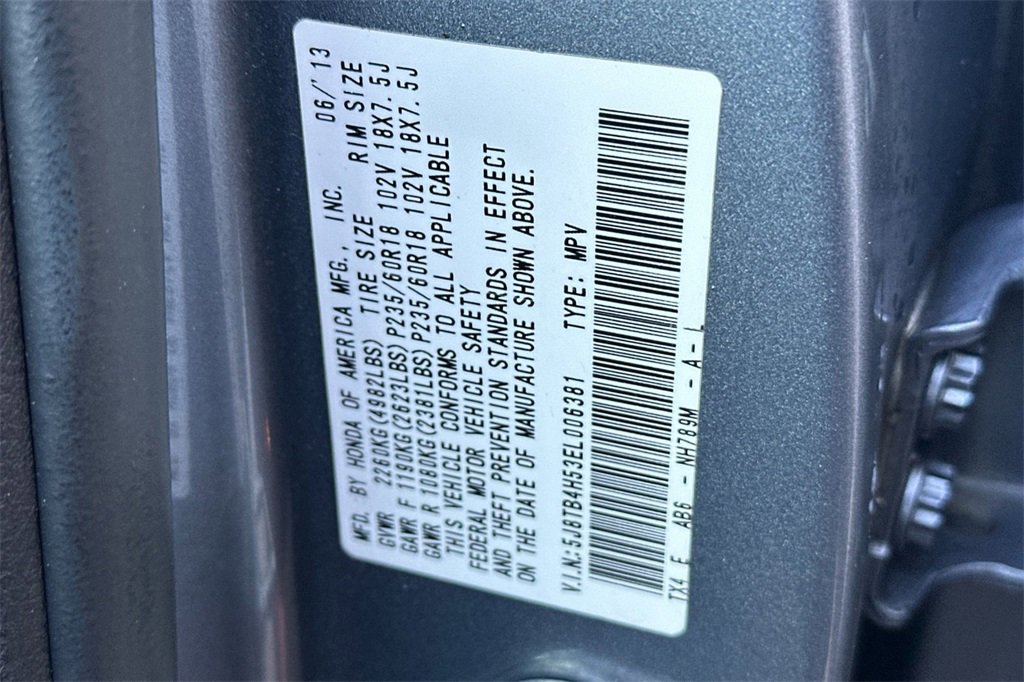 MFD. BY HONDA OF AMERICA MFG., INC. 06/'13
GVWR 2260KG(4982LBS) TIRE SIZE RIM SIZE
GAWR F 1190KG(2623LBS) P235/60R18 102V 18X7.5J
GAWR R 1080KG(2361LBS) P235/60R18 102V 18X7.5J
THIS VEHICLE CONFORMS TO ALL APPLICABLE
FEDERAL MOTOR VEHICLE SAFETY
AND THEFT PREVENTION STANDARDS IN EFFECT
ON THE DATE OF MANUFACTURE SHOWN ABOVE.
V.I.N.:5J8TB4H53EL006381 TYPE: MPV
TX4 E AB6 - NH789M - A - L